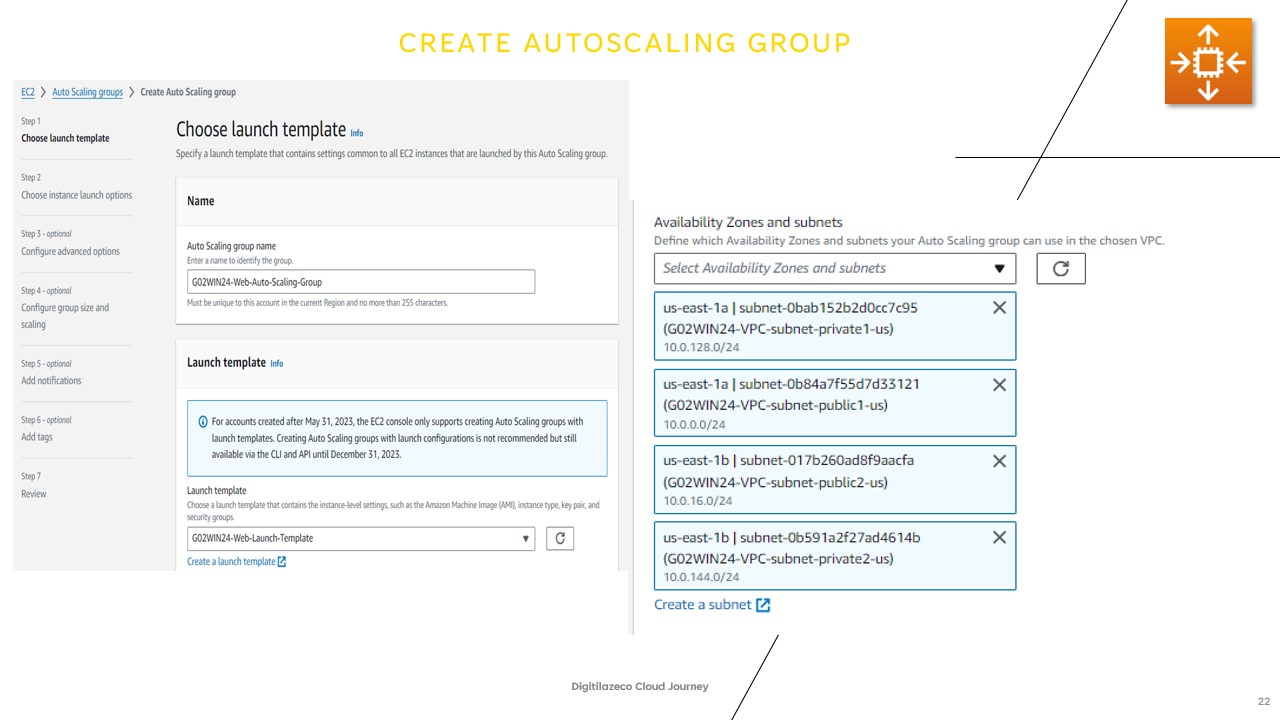 CREATE AUTOSCALING GROUP
EC2 > Auto Scaling groups > Create Auto Scaling group
Step 1
Choose launch template
Step 2
Choose instance launch options
Step 3 - optional
Configure advanced options
Step 4 - optional
Configure group size and
scaling
Step 5 - optional
Add notifications
Step 6 - optional
Add tags
Step 7
Review
Choose launch template Info
Specify a launch template that contains settings common to all EC2 instances that are launched by this Auto Scaling group.
Name
Auto Scaling group name
Enter a name to identify the group.
G02WIN24-Web-Auto-Scaling-Group
Must be unique to this account in the current Region and no more than 255 characters.
Launch template Info
For accounts created after May 31, 2023, the EC2 console only supports creating Auto Scaling groups with
launch templates. Creating Auto Scaling groups with launch configurations is not recommended but still
available via the CLI and API until December 31, 2023.
Launch template
Choose a launch template that contains the instance-level settings, such as the Amazon Machine Image (AMI), instance type, key pair, and
security groups.
G02WIN24-Web-Launch-Template
Create a launch template
Availability Zones and subnets
Define which Availability Zones and subnets your Auto Scaling group can use in the chosen VPC.
Select Availability Zones and subnets
us-east-1a | subnet-0bab152b2d0cc7c95
(G02WIN24-VPC-subnet-private1-us)
10.0.128.0/24
us-east-1a | subnet-0b84a7f55d7d33121
(G02WIN24-VPC-subnet-public1-us)
10.0.0.0/24
us-east-1b | subnet-017b260ad8f9aacfa
(G02WIN24-VPC-subnet-public2-us)
10.0.16.0/24
us-east-1b | subnet-0b591a2f27ad4614b
(G02WIN24-VPC-subnet-private2-us)
10.0.144.0/24
Create a subnet
Digitilazeco Cloud Journey
22